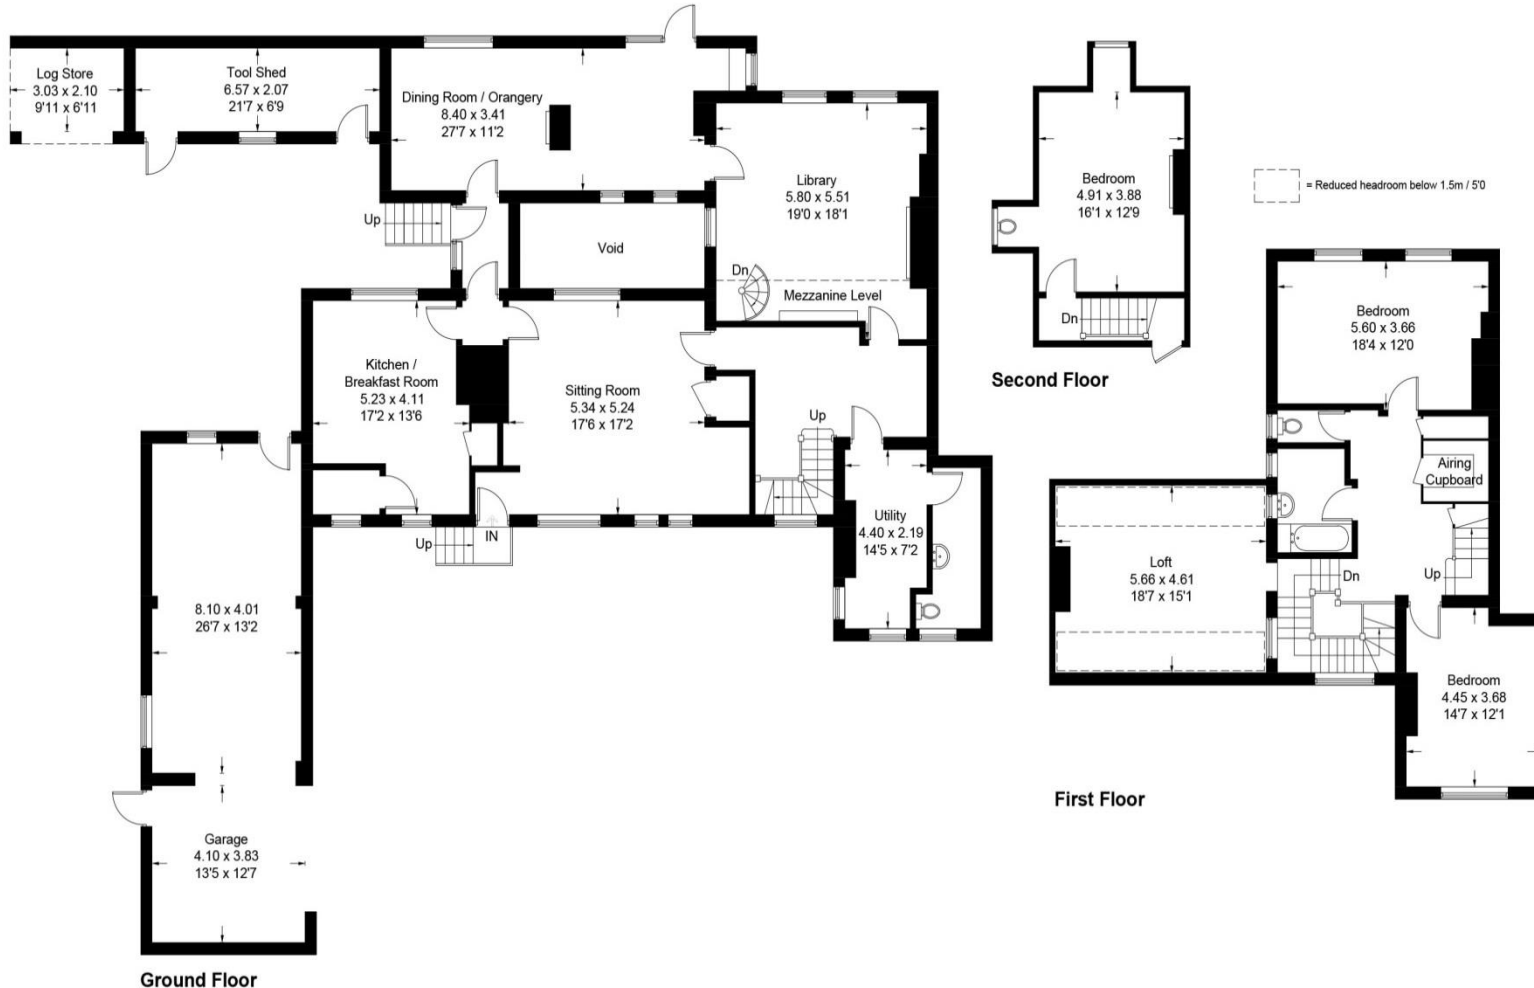 Log Store
3.03 x 2.10
9'11 x 6'11
Tool Shed
6.57 x 2.07
21'7 x 6'9
Dining Room / Orangery
8.40 x 3.41
27'7 x 11'2
Library
5.80 x 5.51
19'0 x 18'1
Up
Void
Dn
Mezzanine Level
Kitchen /
Breakfast Room
5.23 x 4.11
17'2 x 13'6
Sitting Room
5.34 x 5.24
17'6 x 17'2
Up
Utility
4.40 x 2.19
14'5 x 7'2
Up
IN
8.10 x 4.01
26'7 x 13'2
Garage
4.10 x 3.83
13'5 x 12'7
Ground Floor
Bedroom
4.91 x 3.88
16'1 x 12'9
Dn
Second Floor
= Reduced headroom below 1.5m / 5'0
Bedroom
5.60 x 3.66
18'4 x 12'0
Airing
Cupboard
Loft
5.66 x 4.61
18'7 x 15'1
Dn
Up
Bedroom
4.45 x 3.68
14'7 x 12'1
First Floor